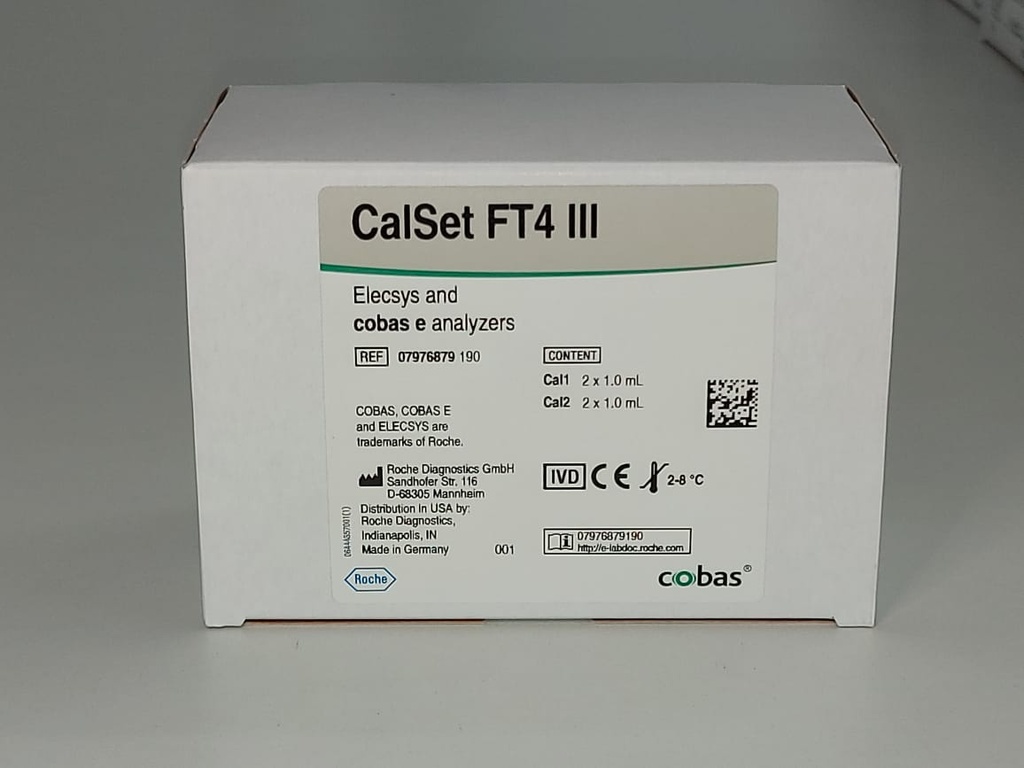 CalSet FT4 III
Elecsys and
cobas e analyzers
REF 07976879 190
CONTENT
Cal1 2 x 1.0 mL
Cal2 2 x 1.0 mL
COBAS, COBAS E
and ELECSYS are
trademarks of Roche.
Roche Diagnostics GmbH
Sandhofer Str. 116
D-68305 Mannheim
Distribution in USA by:
Roche Diagnostics,
Indianapolis, IN
Made in Germany 001
IVD CE 2-8 °C
07976879190
http://e-labdoc.roche.com
Roche
cobas®